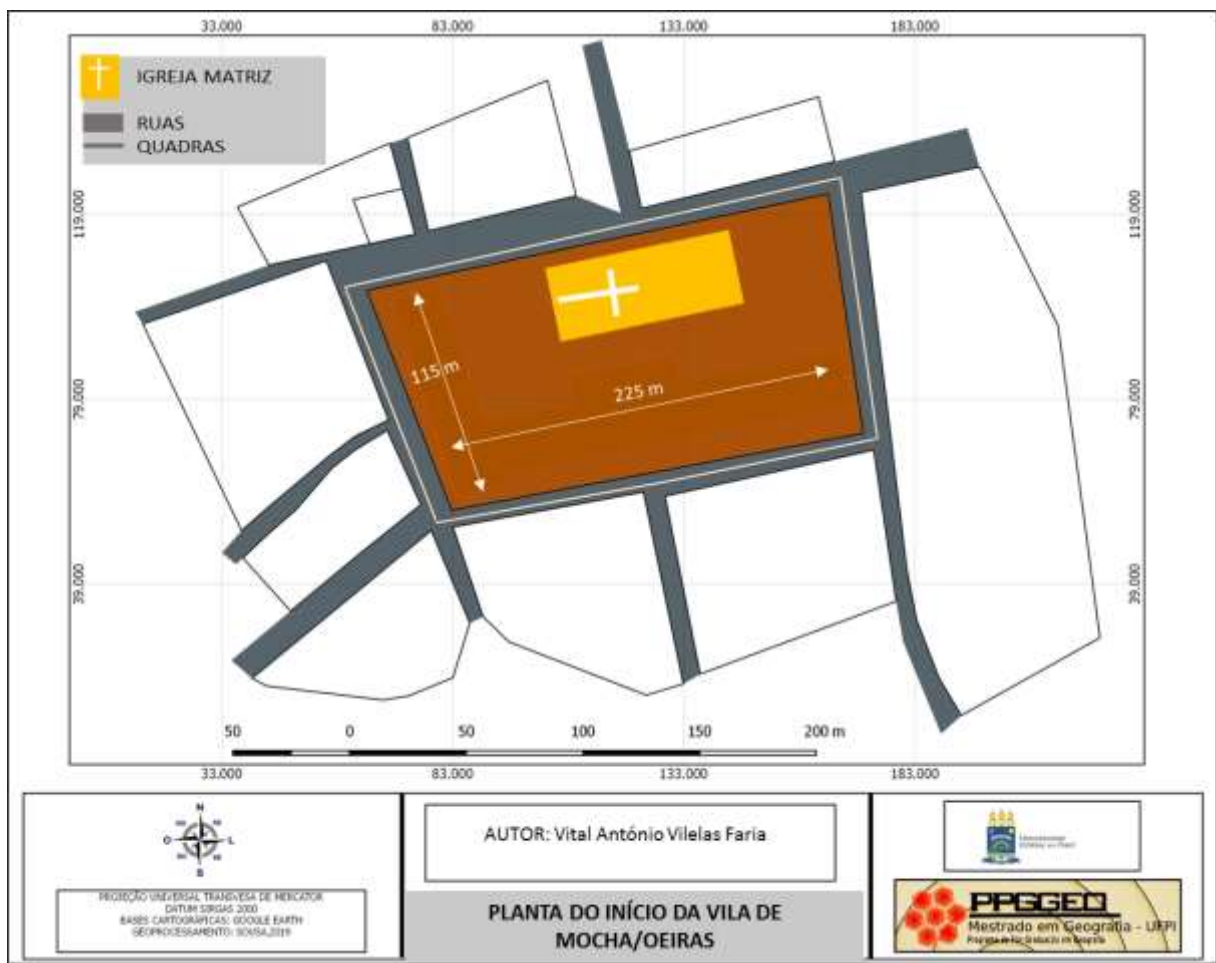 33.000 83.000 133.000 183.000
IGREJA MATRIZ
RUAS
QUADRAS
119.000 119.000
115 m
225 m
79.000 79.000
39.000 39.000
50 0 50 100 150 200 m
33.000 83.000 133.000 183.000
N
O L
S
PROJEÇÃO UNIVERSAL TRANSVESA DE MERCATOR
DATUM SIRGAS 2000
BASES CARTOGRÁFICAS: GOOGLE EARTH
GEOPROCESSAMENTO: SOUSA,2019
AUTOR: Vital António Vilelas Faria
PLANTA DO INÍCIO DA VILA DE
MOCHA/OEIRAS
PPGGEO
Mestrado em Geografia - UFPI